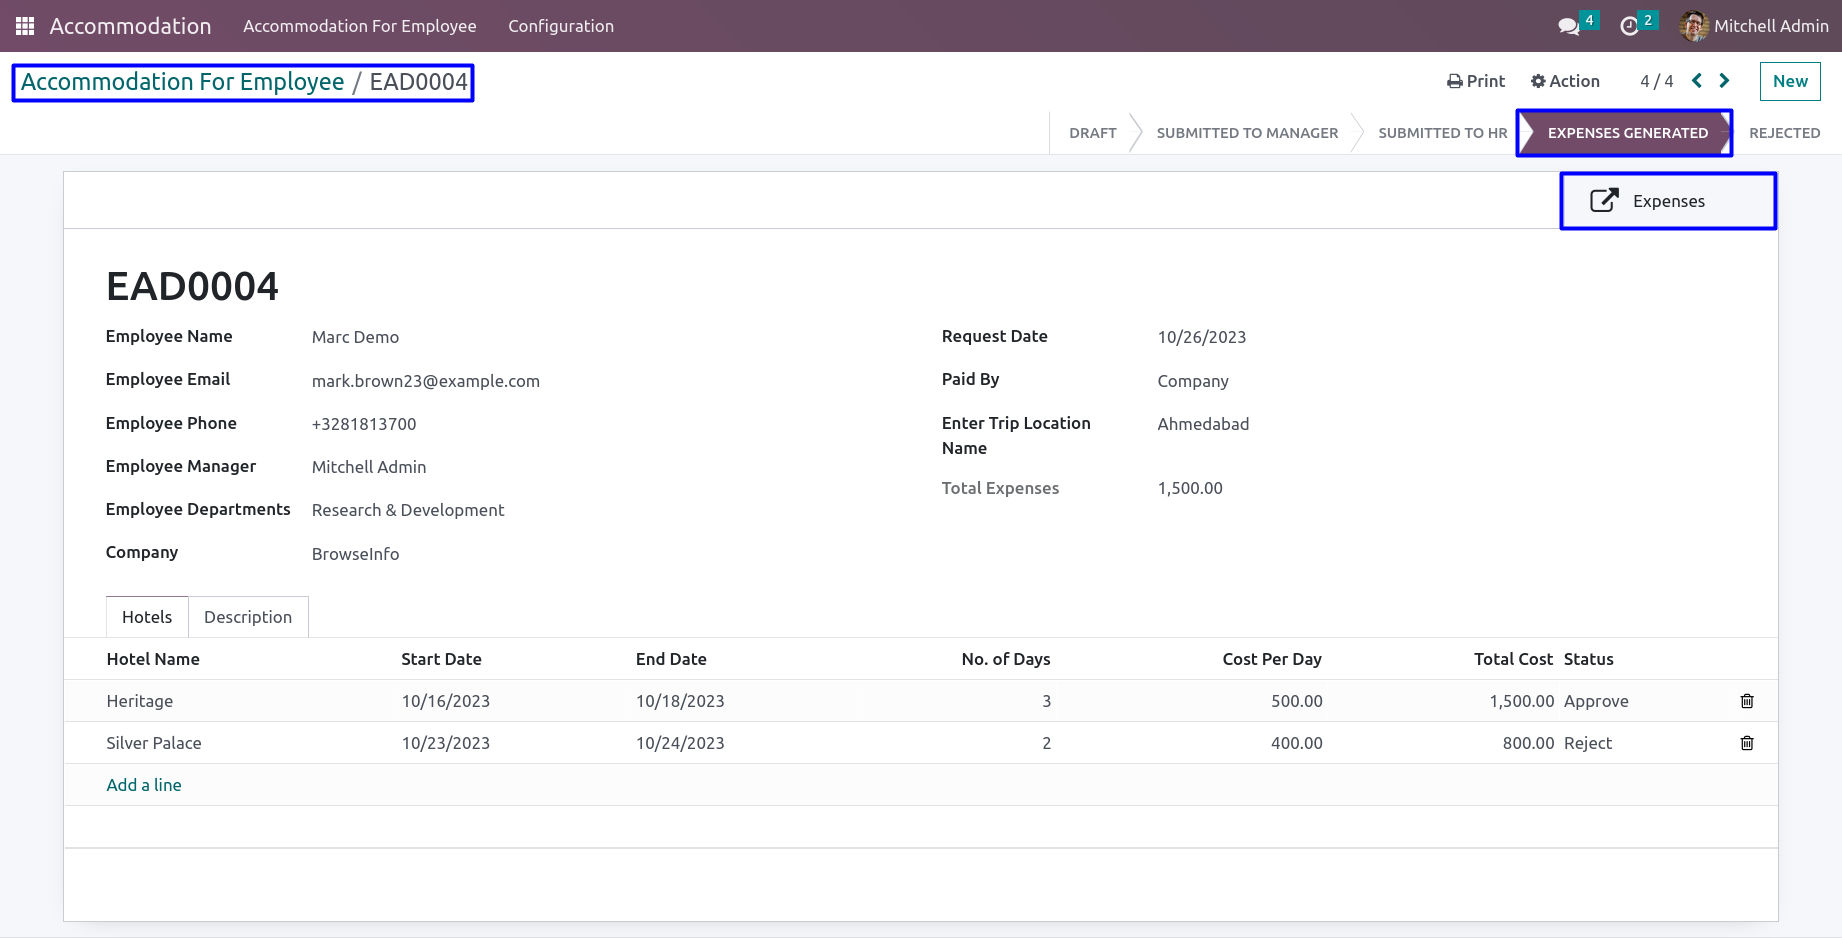 Accommodation Accommodation For Employee Configuration 4 2 Mitchell Admin
Accommodation For Employee / EAD0004 Print Action 4 / 4 New
DRAFT SUBMITTED TO MANAGER SUBMITTED TO HR EXPENSES GENERATED REJECTED
Expenses
EAD0004
Employee Name Marc Demo Request Date 10/26/2023
Employee Email mark.brown23@example.com Paid By Company
Employee Phone +3281813700 Enter Trip Location Name Ahmedabad
Employee Manager Mitchell Admin Total Expenses 1,500.00
Employee Departments Research & Development
Company BrowseInfo
Hotels Description
Hotel Name Start Date End Date No. of Days Cost Per Day Total Cost Status
Heritage 10/16/2023 10/18/2023 3 500.00 1,500.00 Approve
Silver Palace 10/23/2023 10/24/2023 2 400.00 800.00 Reject
Add a line